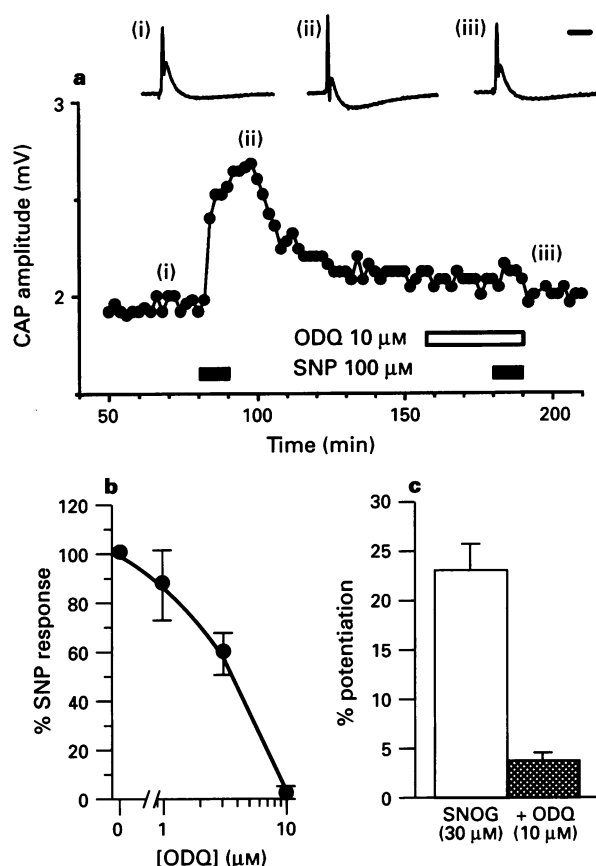 (i) (ii) (iii)
a
3
2
CAP amplitude (mV)
(i)
(ii)
(iii)
ODQ 10 µM
SNP 100 µM
50 100 150 200
Time (min)
b
120
100
80
60
40
20
0
% SNP response
0 1 10
[ODQ] (µM)
c
30
25
20
15
10
5
0
% potentiation
SNOG + ODQ
(30 µM) (10 µM)